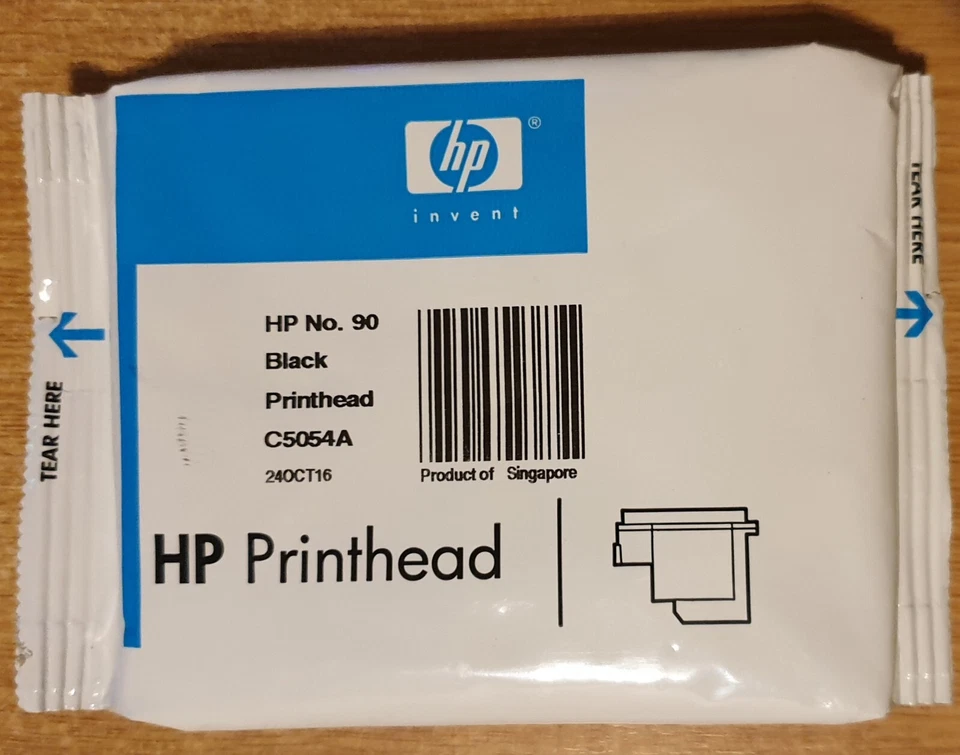 hp ®
invent
TEAR HERE
HP No. 90
Black
Printhead
C5054A
24OCT16
Product of Singapore
TEAR HERE
HP Printhead